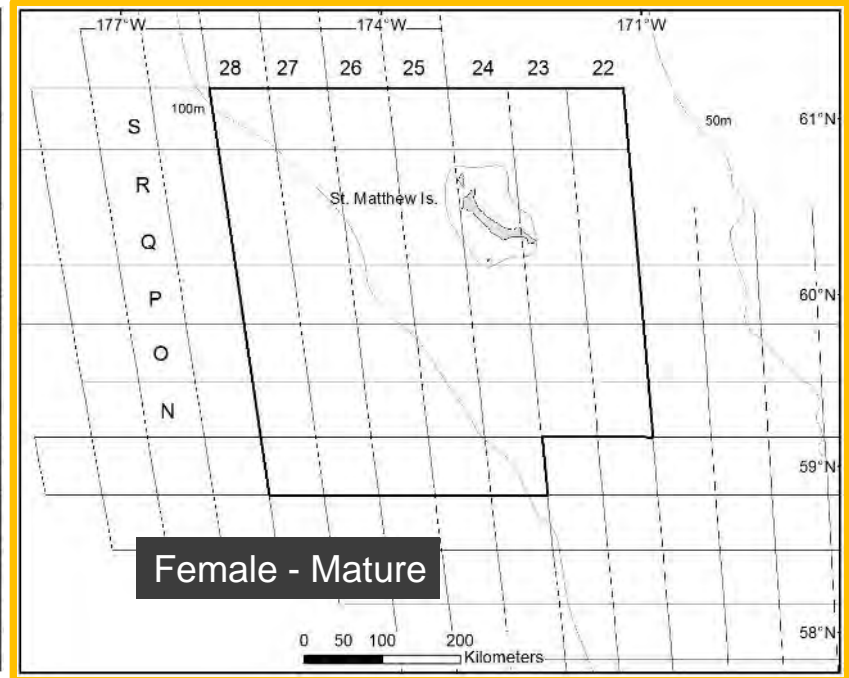 177°W 174°W 171°W
28 27 26 25 24 23 22
100m
50m
61°N
S
R
St. Matthew Is.
Q
60°N
P
O
N
59°N
Female - Mature
58°N
0 50 100 200
Kilometers